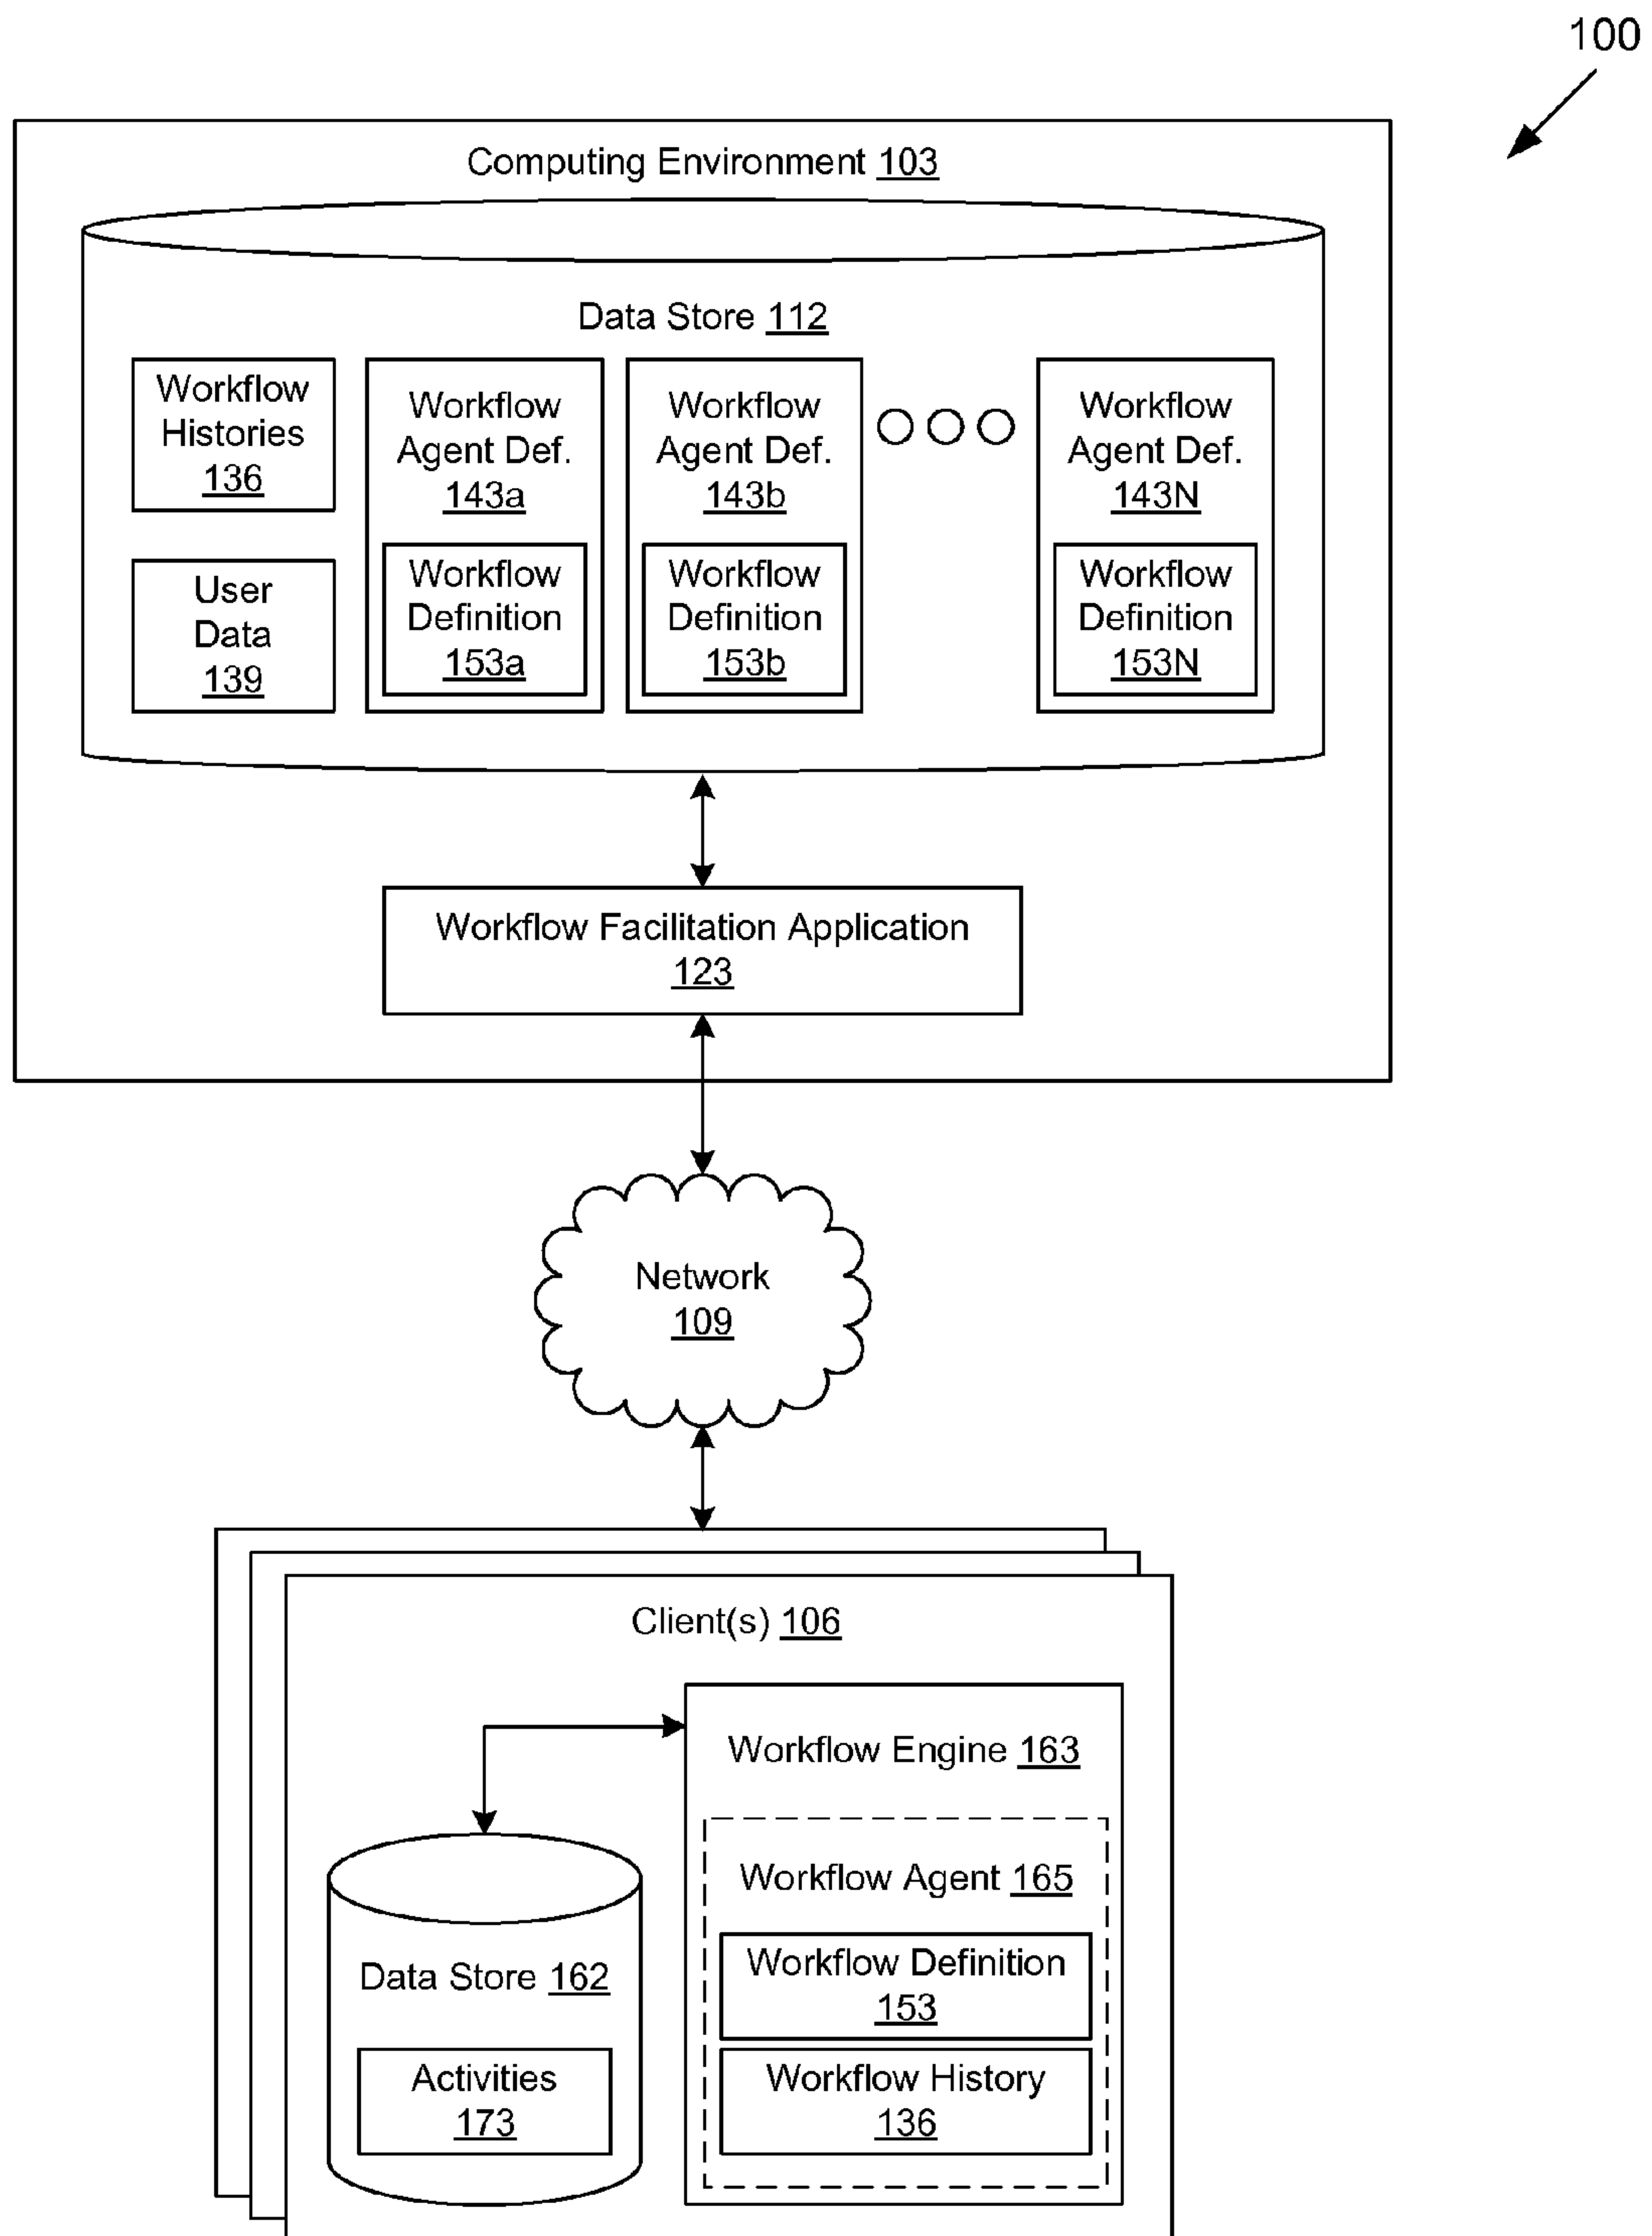 100
Computing Environment 103
Data Store 112
Workflow
Histories
136
User
Data
139
Workflow
Agent Def.
143a
Workflow
Definition
153a
Workflow
Agent Def.
143b
Workflow
Definition
153b
Workflow
Agent Def.
143N
Workflow
Definition
153N
Workflow Facilitation Application
123
Network
109
Client(s) 106
Workflow Engine 163
Workflow Agent 165
Workflow Definition
153
Workflow History
136
Data Store 162
Activities
173